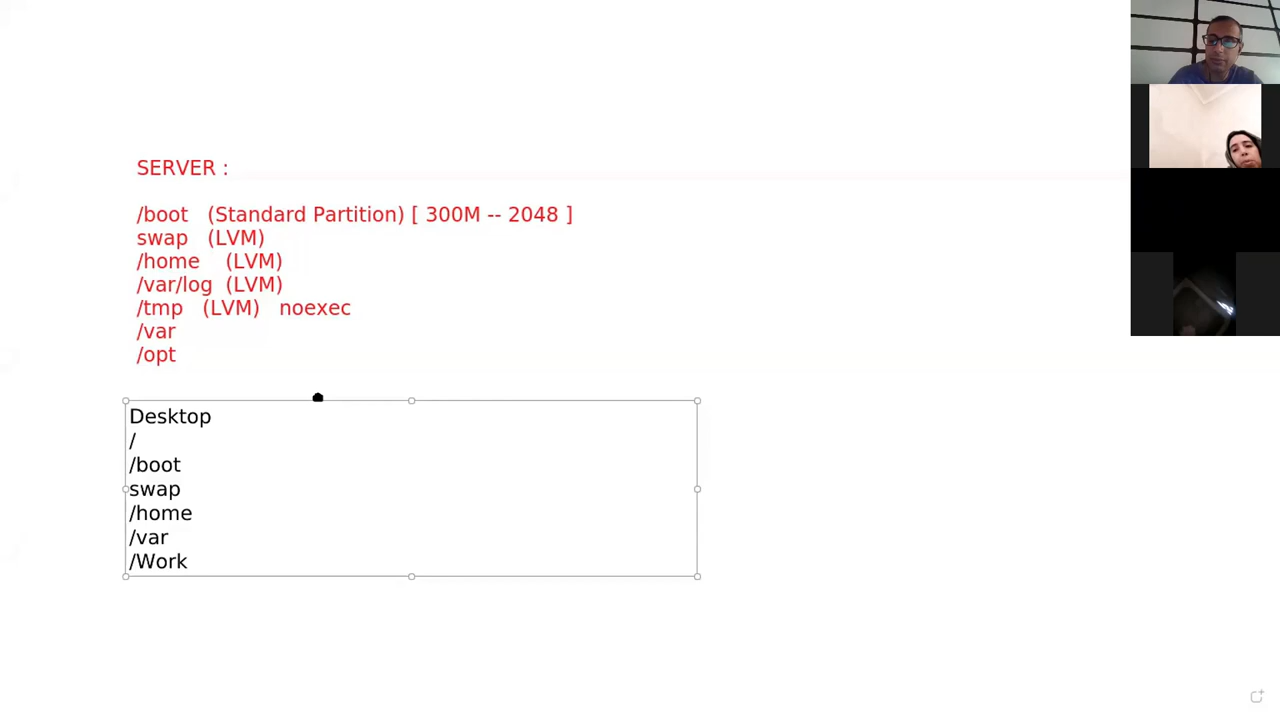 SERVER :
/boot (Standard Partition) [ 300M -- 2048 ]
swap (LVM)
/home (LVM)
/var/log (LVM)
/tmp (LVM) noexec
/var
/opt
Desktop
/
/boot
swap
/home
/var
/Work